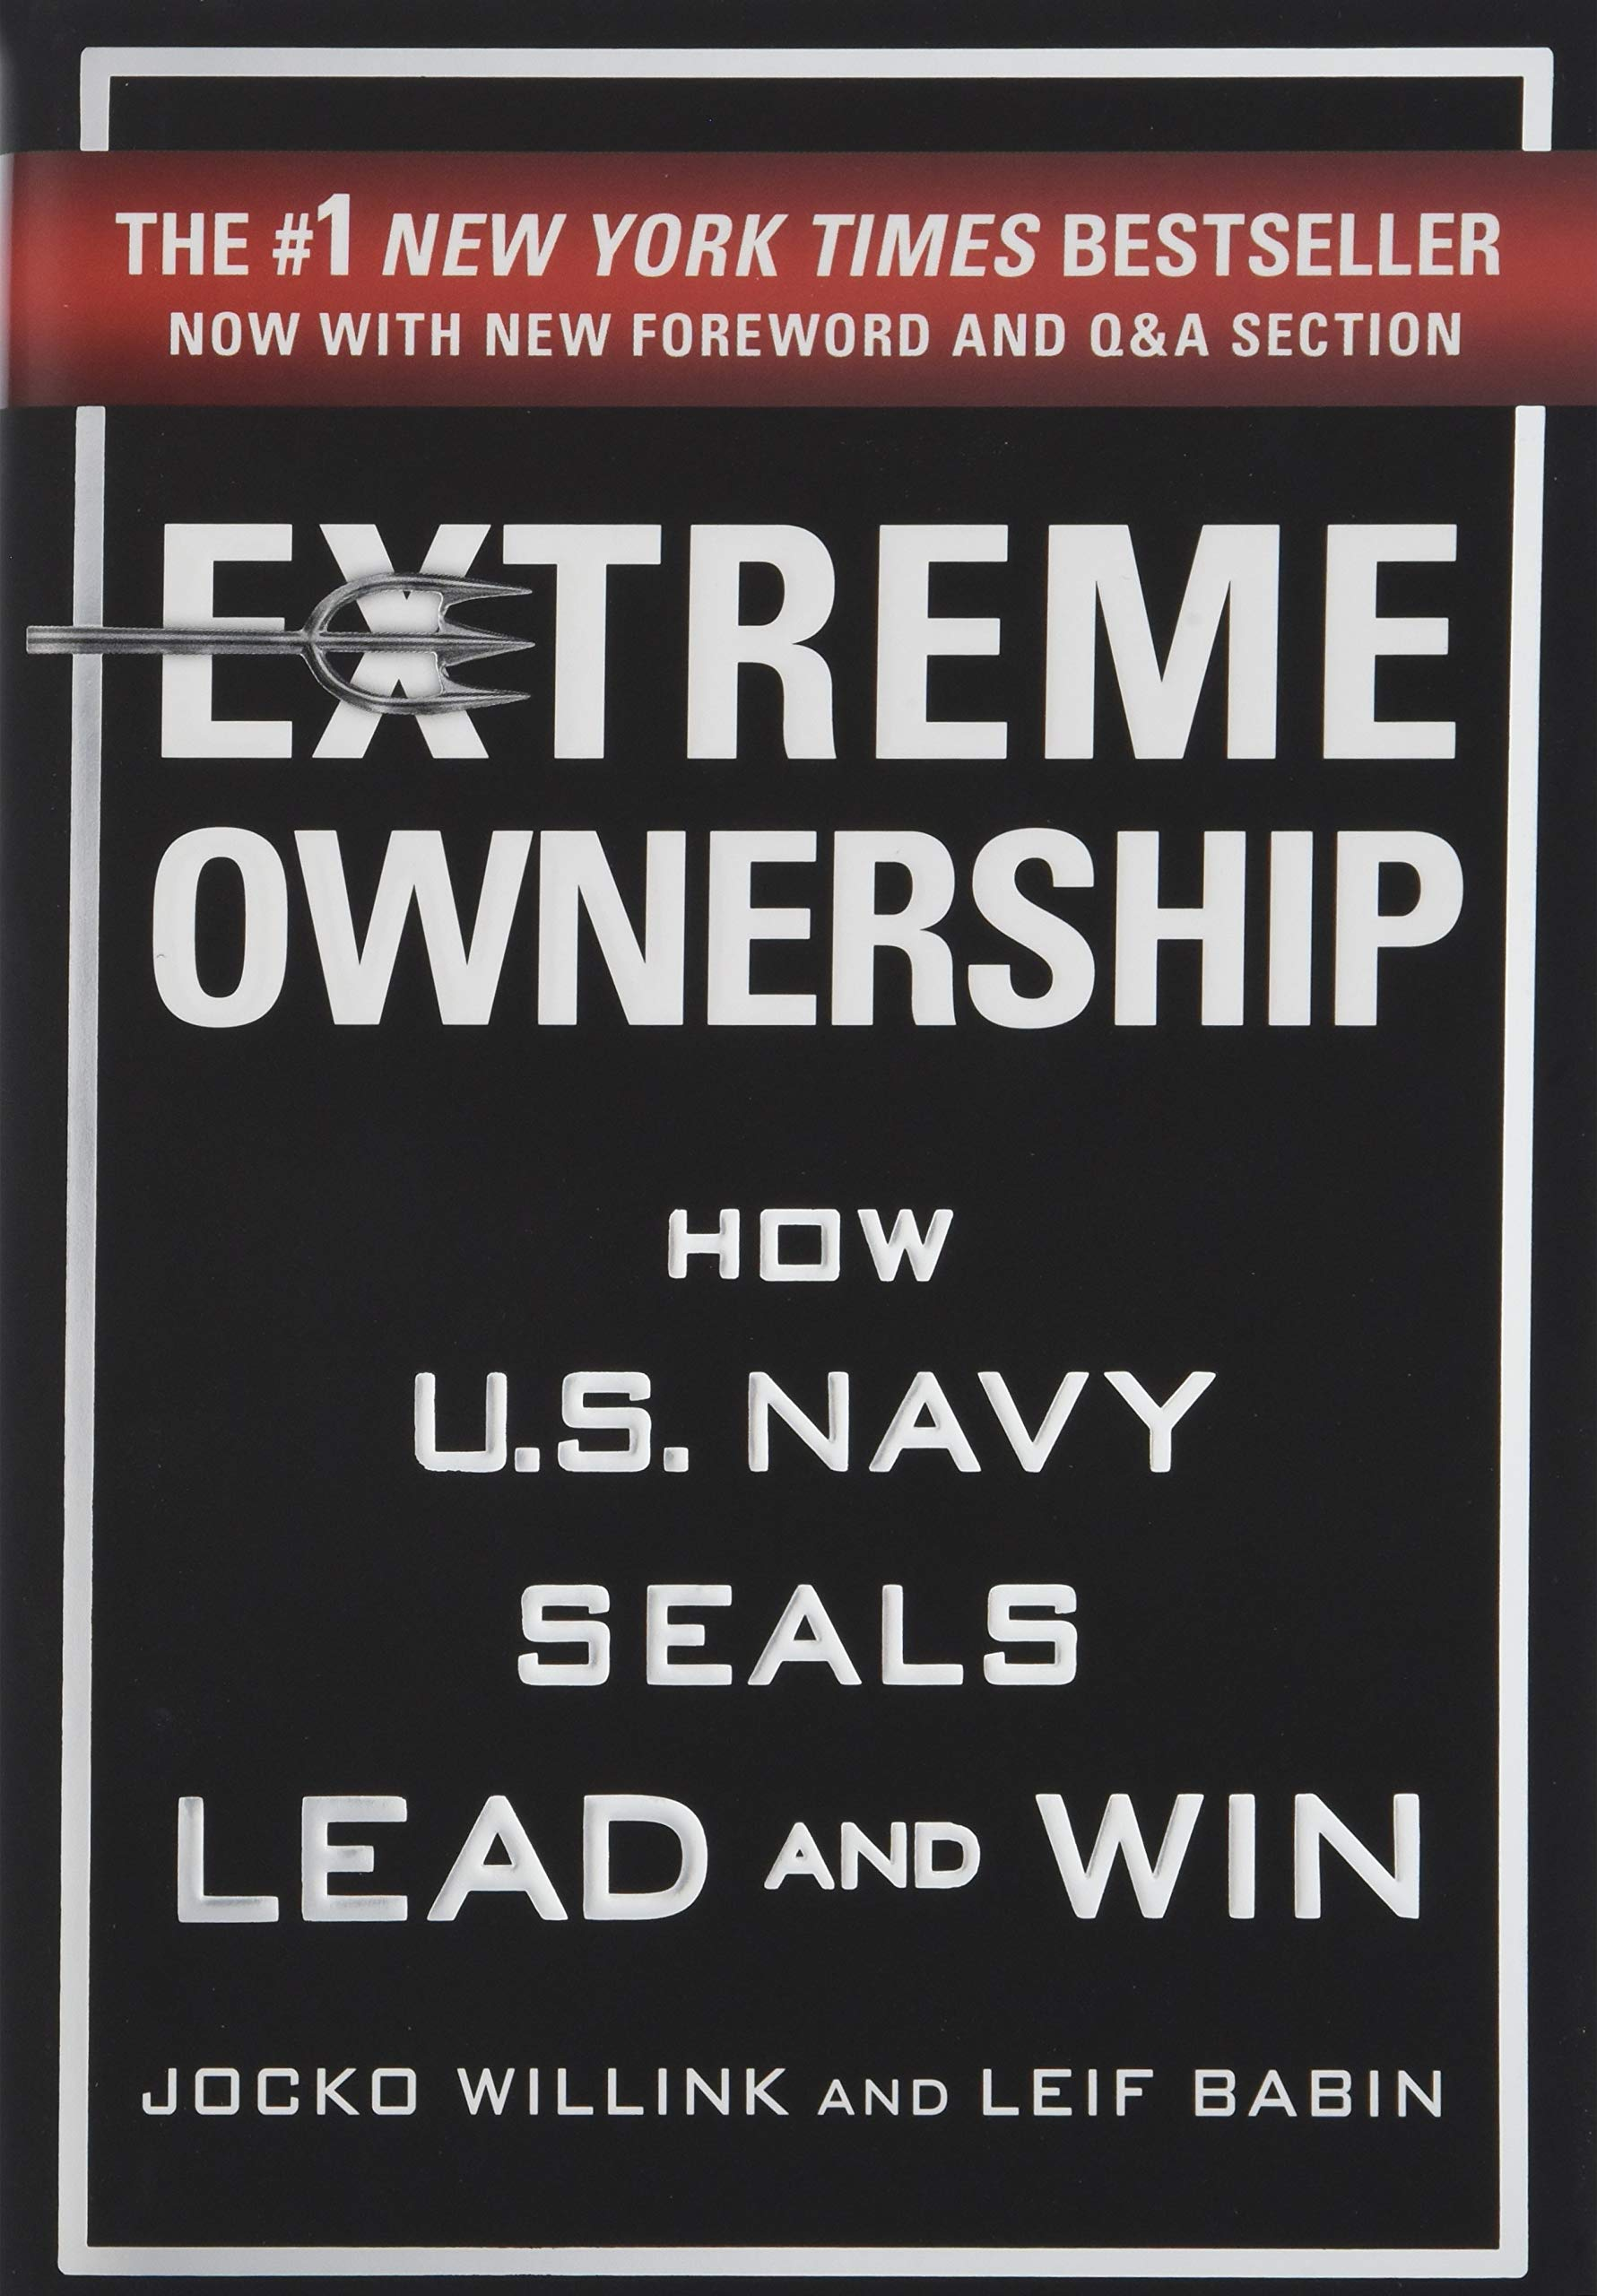 THE #1 NEW YORK TIMES BESTSELLER
NOW WITH NEW FOREWORD AND Q&A SECTION
EXTREME
OWNERSHIP
HOW
U.S. NAVY
SEALS
LEAD AND WIN
JOCKO WILLINK AND LEIF BABIN